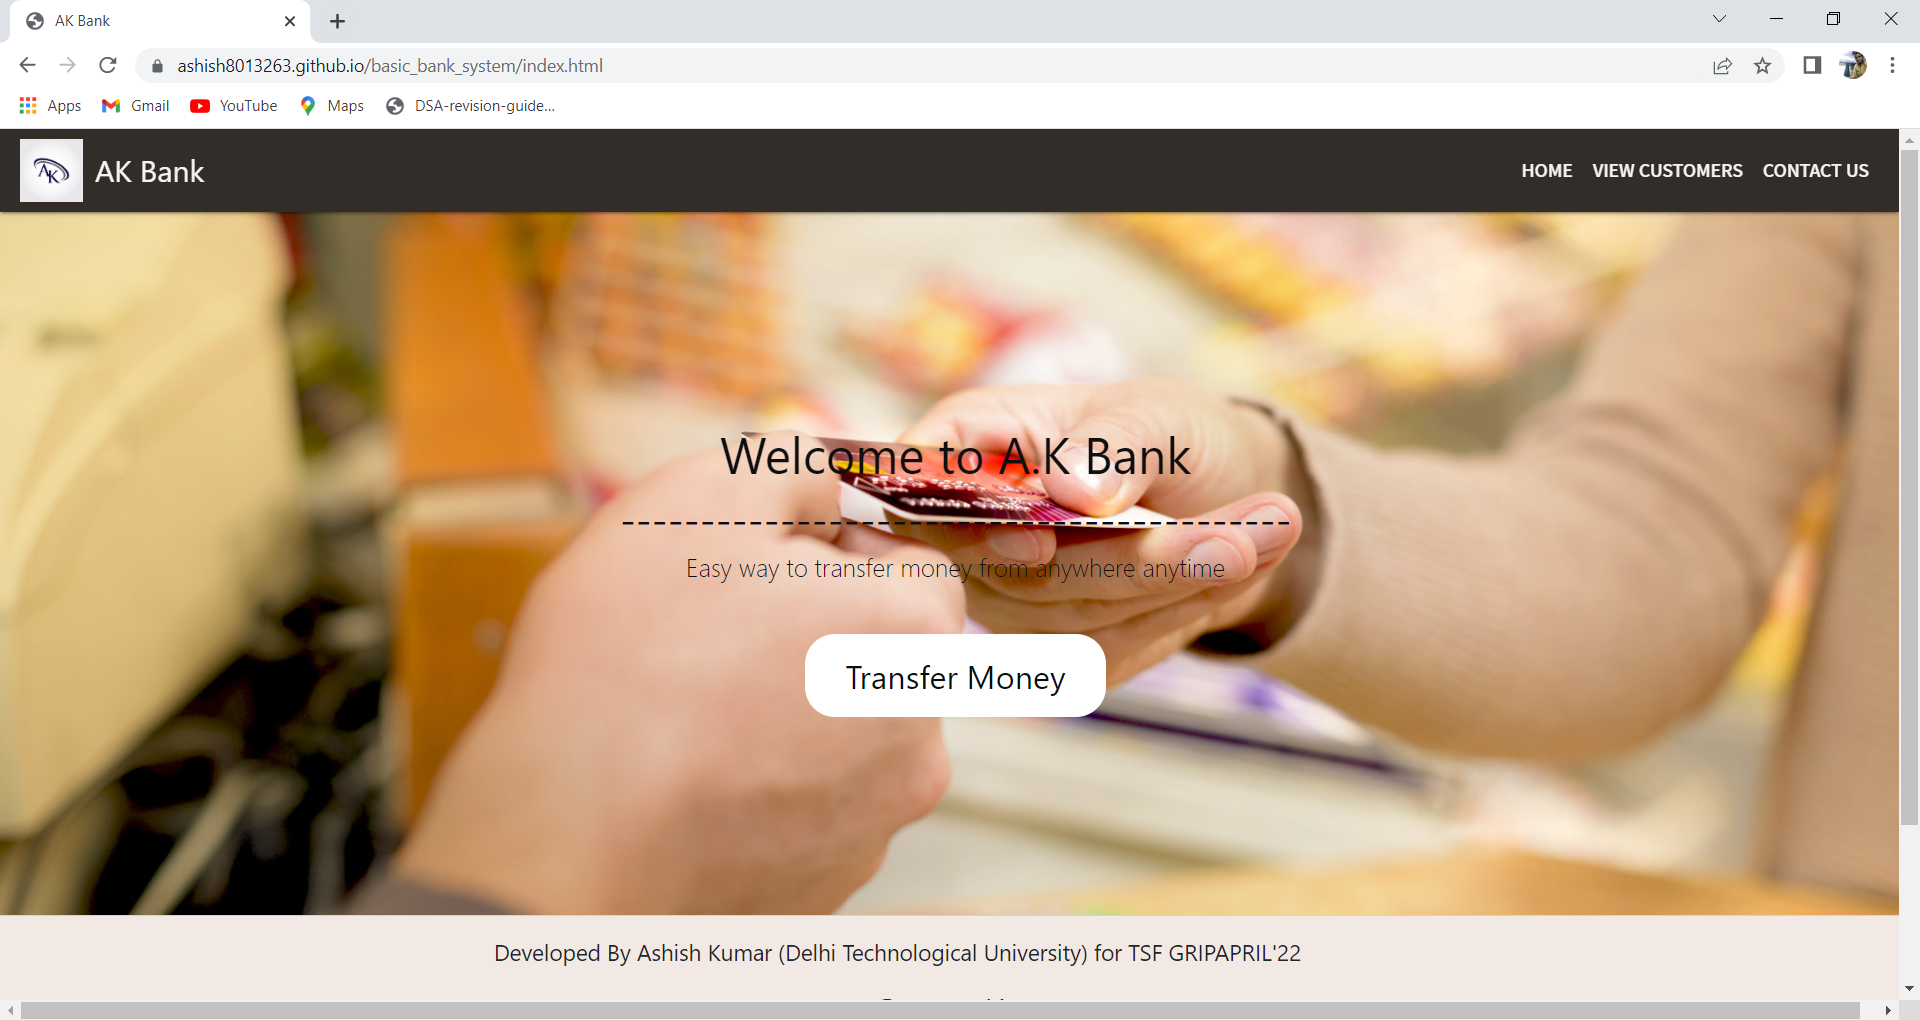 AK Bank
ashish8013263.github.io/basic_bank_system/index.html
Apps
Gmail
YouTube
Maps
DSA-revision-guide...
AK
AK Bank
HOME
VIEW CUSTOMERS
CONTACT US
Welcome to A.K Bank
Easy way to transfer money from anywhere anytime
Transfer Money
Developed By Ashish Kumar (Delhi Technological University) for TSF GRIPAPRIL'22